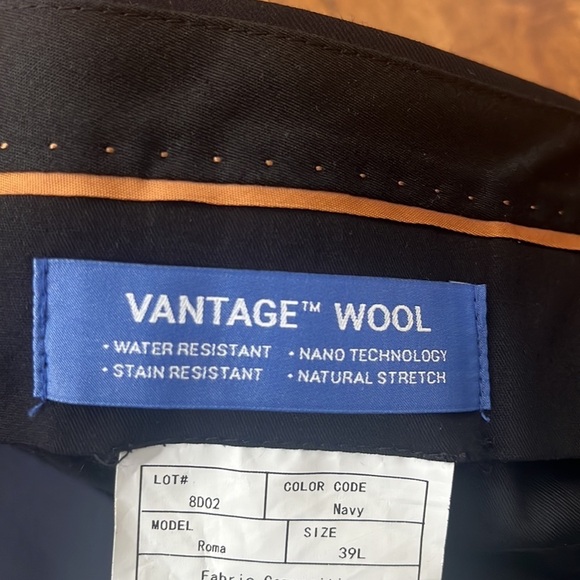 VANTAGE™ WOOL
• WATER RESISTANT • NANO TECHNOLOGY
• STAIN RESISTANT • NATURAL STRETCH
LOT# COLOR CODE
8D02 Navy
MODEL SIZE
Roma 39L
Fabric